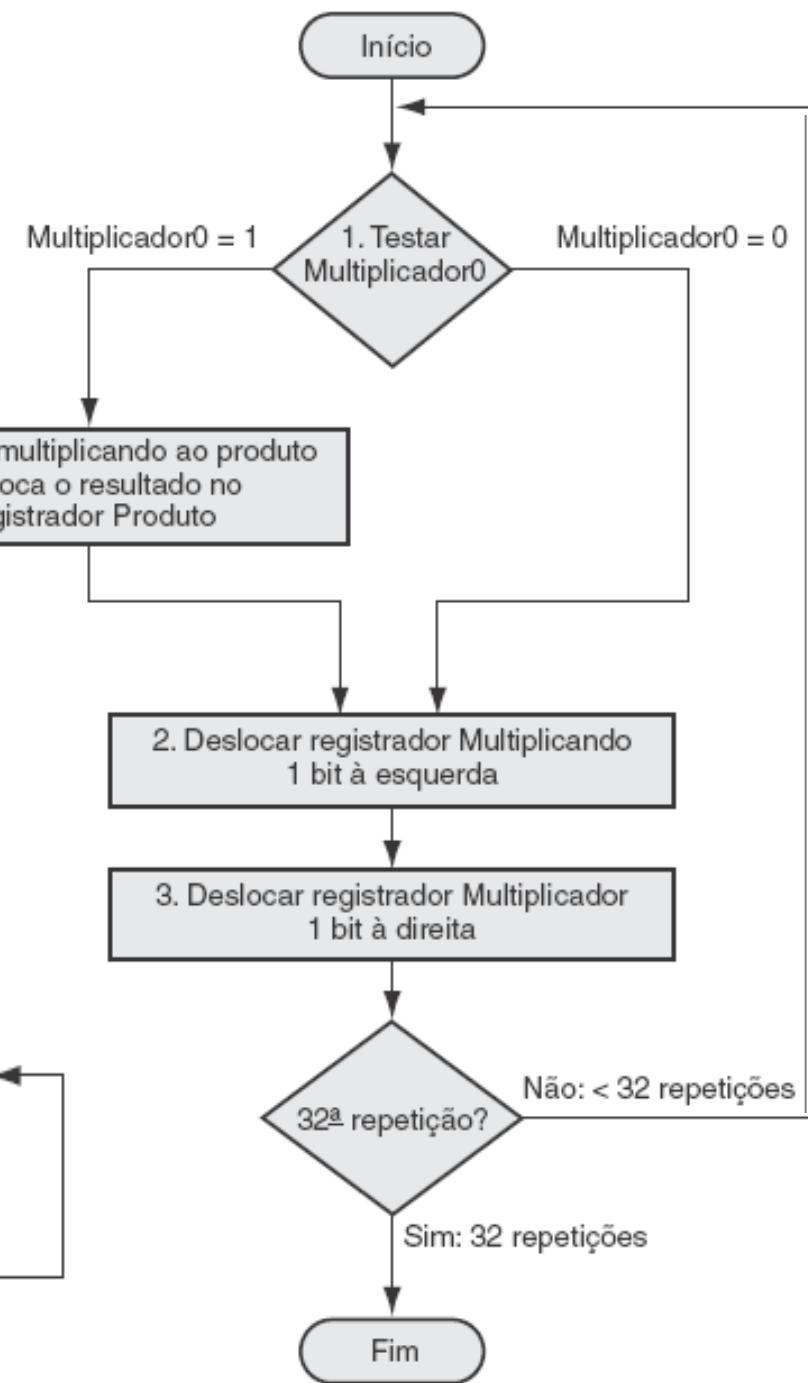 Início
Multiplicador0 = 1
1. Testar
Multiplicador0
Multiplicador0 = 0
multiplicando ao produto
oca o resultado no
gistrador Produto
2. Deslocar registrador Multiplicando
1 bit à esquerda
3. Deslocar registrador Multiplicador
1 bit à direita
32ª repetição?
Não: < 32 repetições
Sim: 32 repetições
Fim